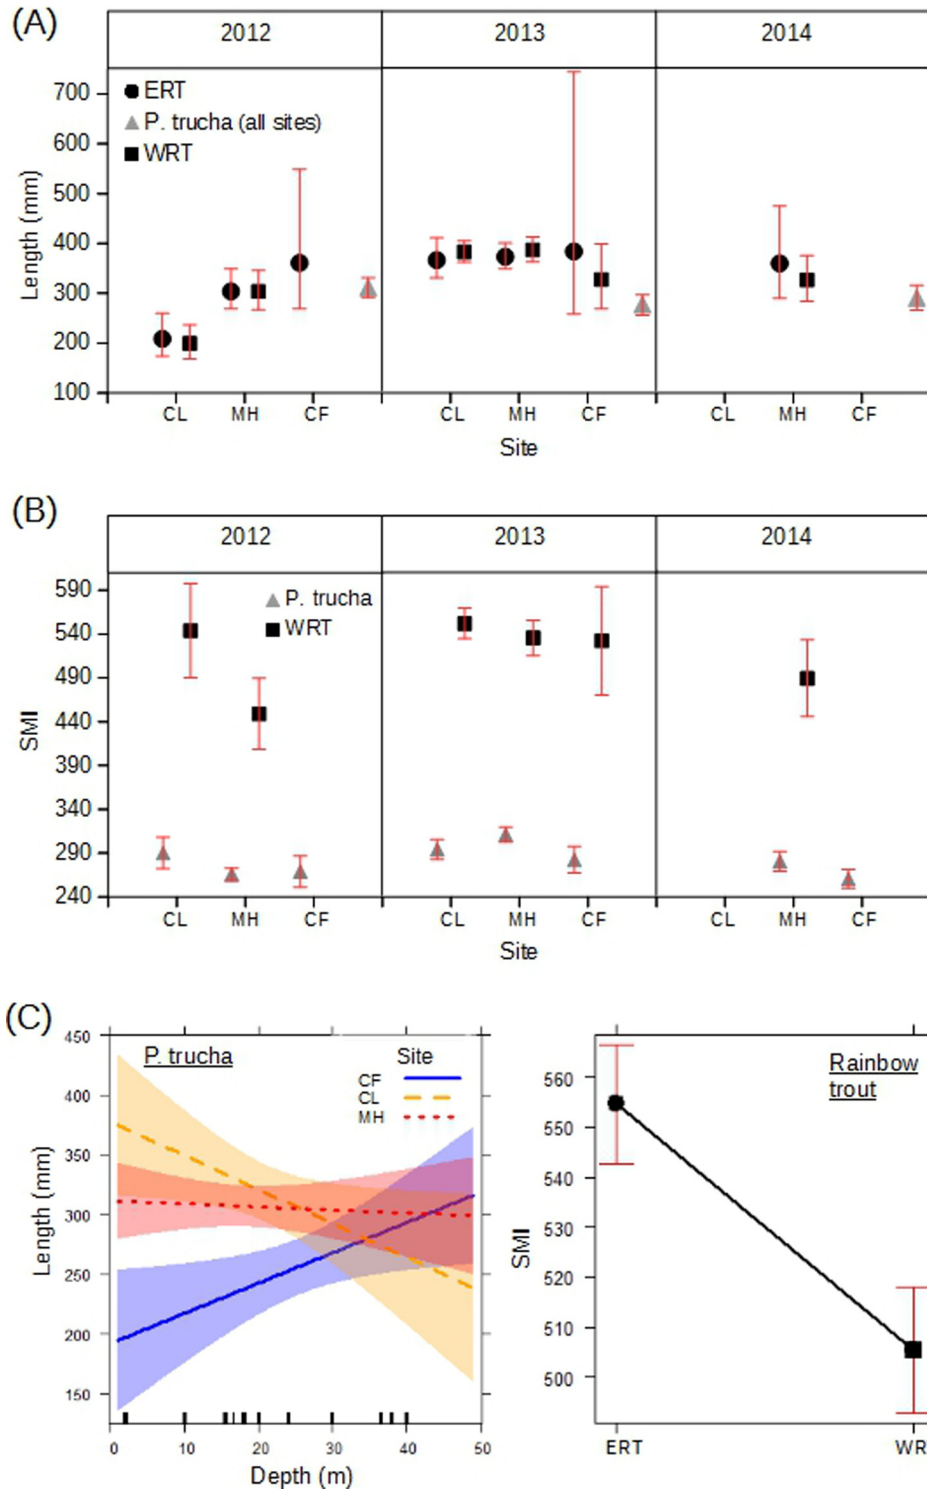 (A)
2012 2013 2014
ERT
P. trucha (all sites)
WRT
Length (mm)
700
600
500
400
300
200
100
CL MH CF CL MH CF CL MH CF
Site
(B)
2012 2013 2014
P. trucha
WRT
SMI
590
540
490
440
390
340
290
240
CL MH CF CL MH CF CL MH CF
Site
(C)
P. trucha
Site
CF
CL
MH
Length (mm)
450
400
350
300
250
200
150
0 10 20 30 40 50
Depth (m)
Rainbow
trout
SMI
560
550
540
530
520
510
500
ERT WR